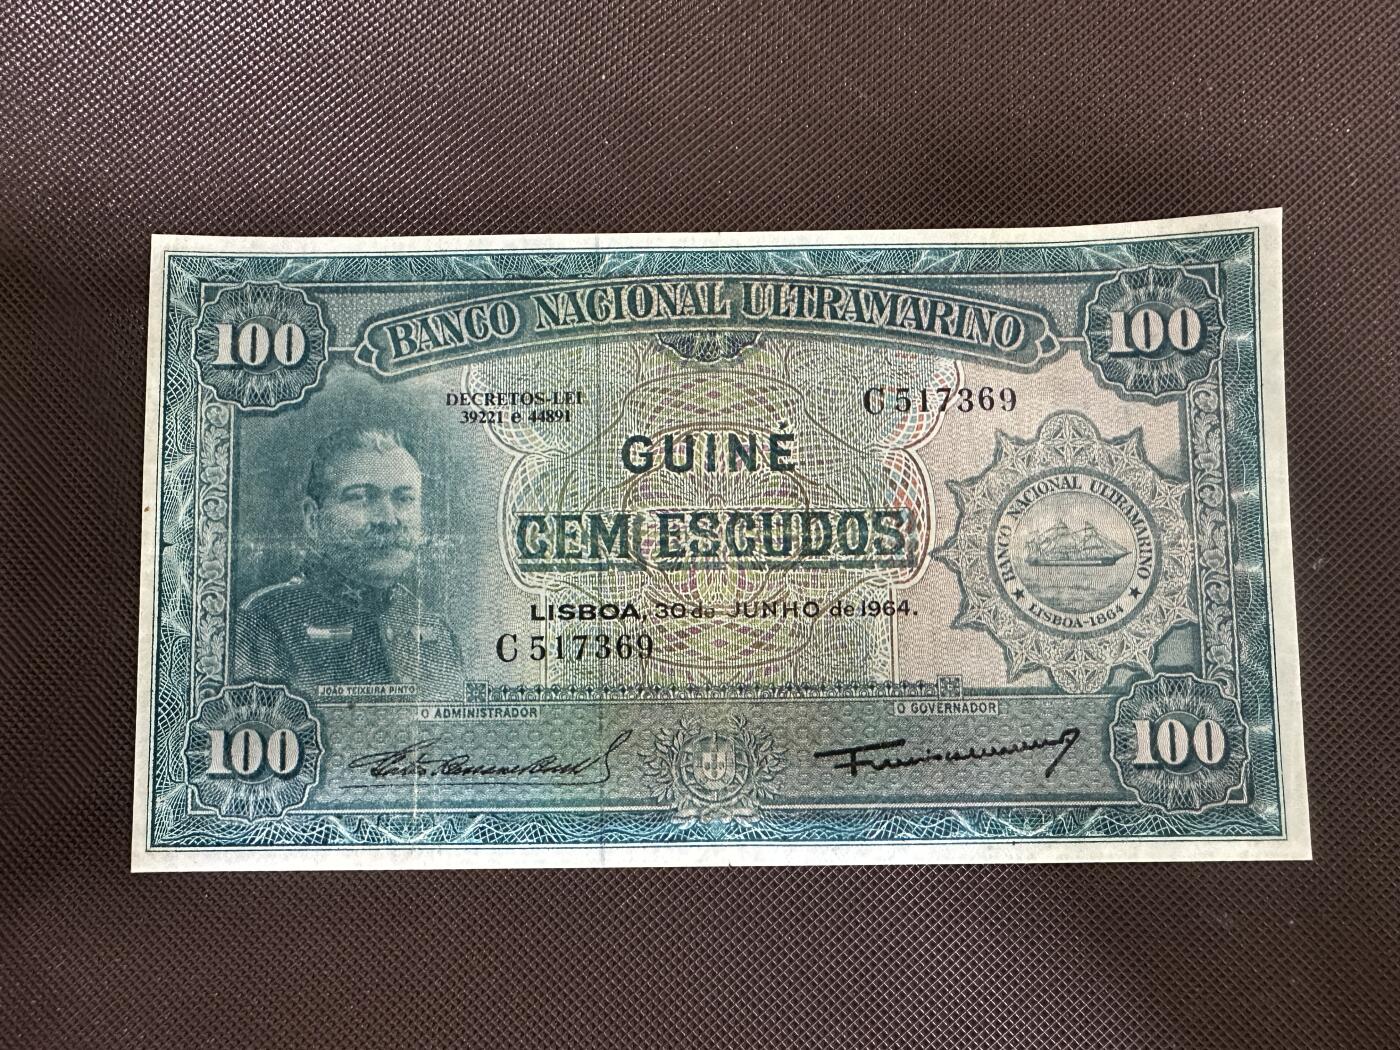 BANCO NACIONAL ULTRAMARINO
100
100
DECRETOS-LEI
39221 e 44891
C 517369
GUINÉ
CEM ESCUDOS
BANCO NACIONAL ULTRAMARINO
★ LISBOA-1864 ★
LISBOA, 30 de JUNHO de 1964.
C 517369
JOÃO TEIXEIRA PINTO
O ADMINISTRADOR
O GOVERNADOR
100
100